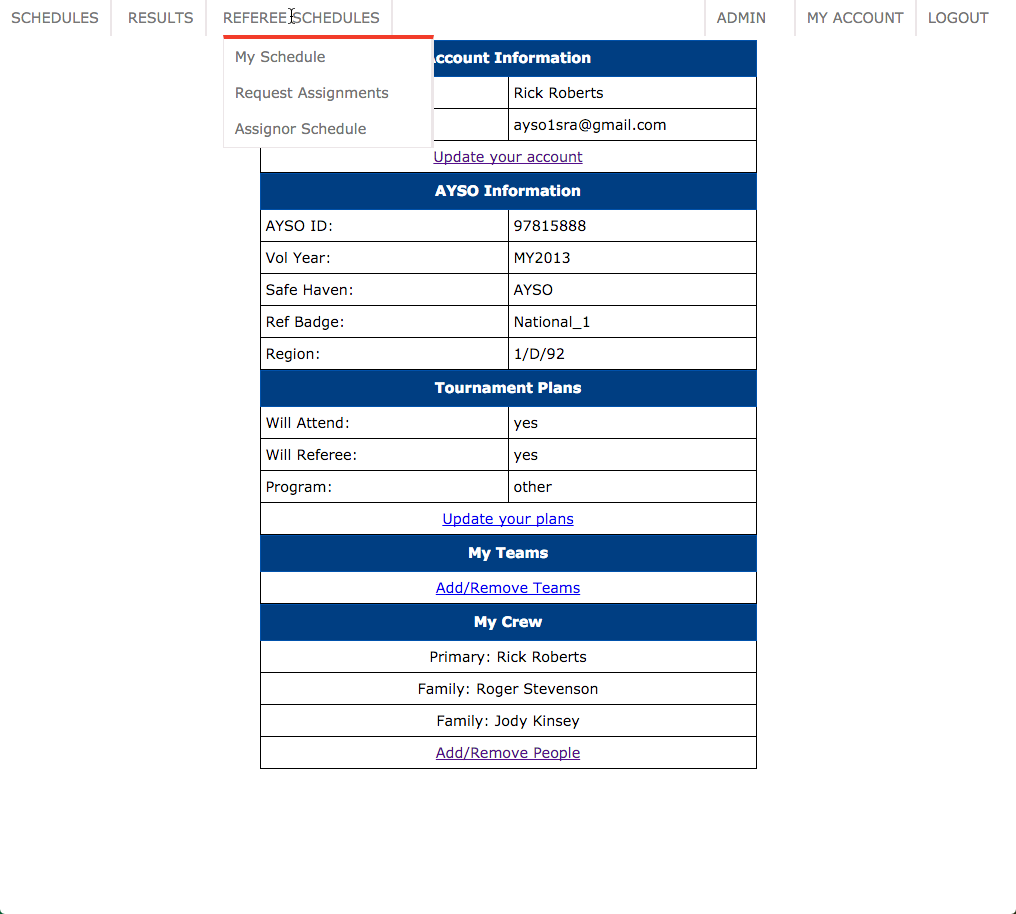 SCHEDULES RESULTS REFEREE SCHEDULES ADMIN MY ACCOUNT LOGOUT
My Schedule
Request Assignments
Assignor Schedule
Information
Rick Roberts
ayso1sra@gmail.com
Update your account
AYSO Information
AYSO ID: 97815888
Vol Year: MY2013
Safe Haven: AYSO
Ref Badge: National_1
Region: 1/D/92
Tournament Plans
Will Attend: yes
Will Referee: yes
Program: other
Update your plans
My Teams
Add/Remove Teams
My Crew
Primary: Rick Roberts
Family: Roger Stevenson
Family: Jody Kinsey
Add/Remove People